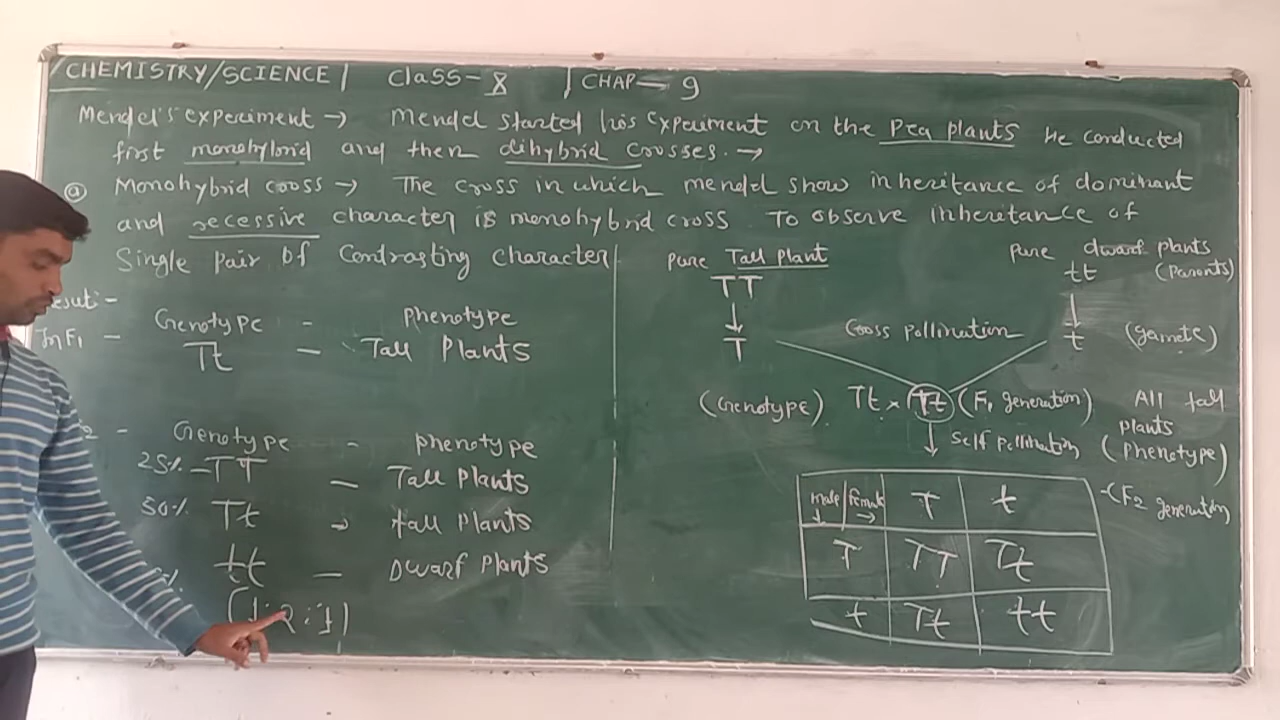 CHEMISTRY/SCIENCE | Class-8 | CHAP-9
Mendel's experiment → Mendel started his Experiment on the Pea plants He conducted
first monohybrid and then dihybrid crosses. →
ⓐ Monohybrid cross → The cross in which mendel show inheritance of dominant
and recessive character is monohybrid cross To observe inheritance of
Single pair of contrasting character
In F1 -
Genotype - phenotype
Tt - Tall Plants
2 - Genotype - phenotype
25% - TT - Tall Plants
50% Tt → tall plants
tt - Dwarf Plants
(1:2:1)
pure Tall plant
pure dwarf plants
TT
tt (parents)
T
Cross pollination
t (gamete)
(Genotype) Tt × Tt (F1 generation) All tall
plants
Self pollination (Phenotype)
(F2 generation
male/female T t
T TT Tt
t Tt tt